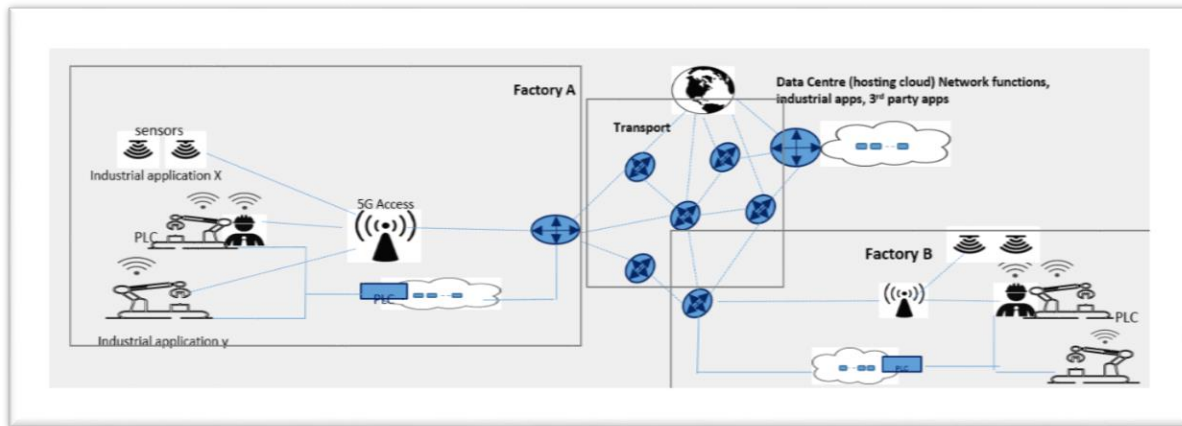 Factory A
sensors
Industrial application X
PLC
5G Access
PLC
Industrial application y
Transport
Data Centre (hosting cloud) Network functions,
industrial apps, 3rd party apps
Factory B
PLC
PLC